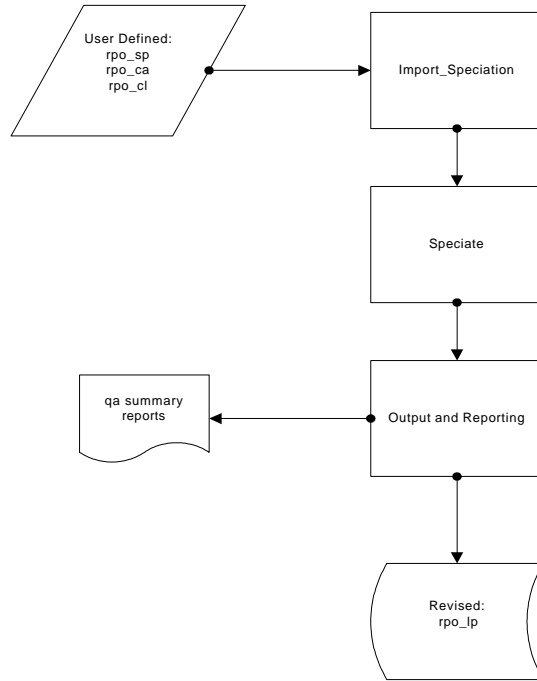 User Defined:
rpo_sp
rpo_ca
rpo_cl
Import_Speciation
Speciate
qa summary
reports
Output and Reporting
Revised:
rpo_lp